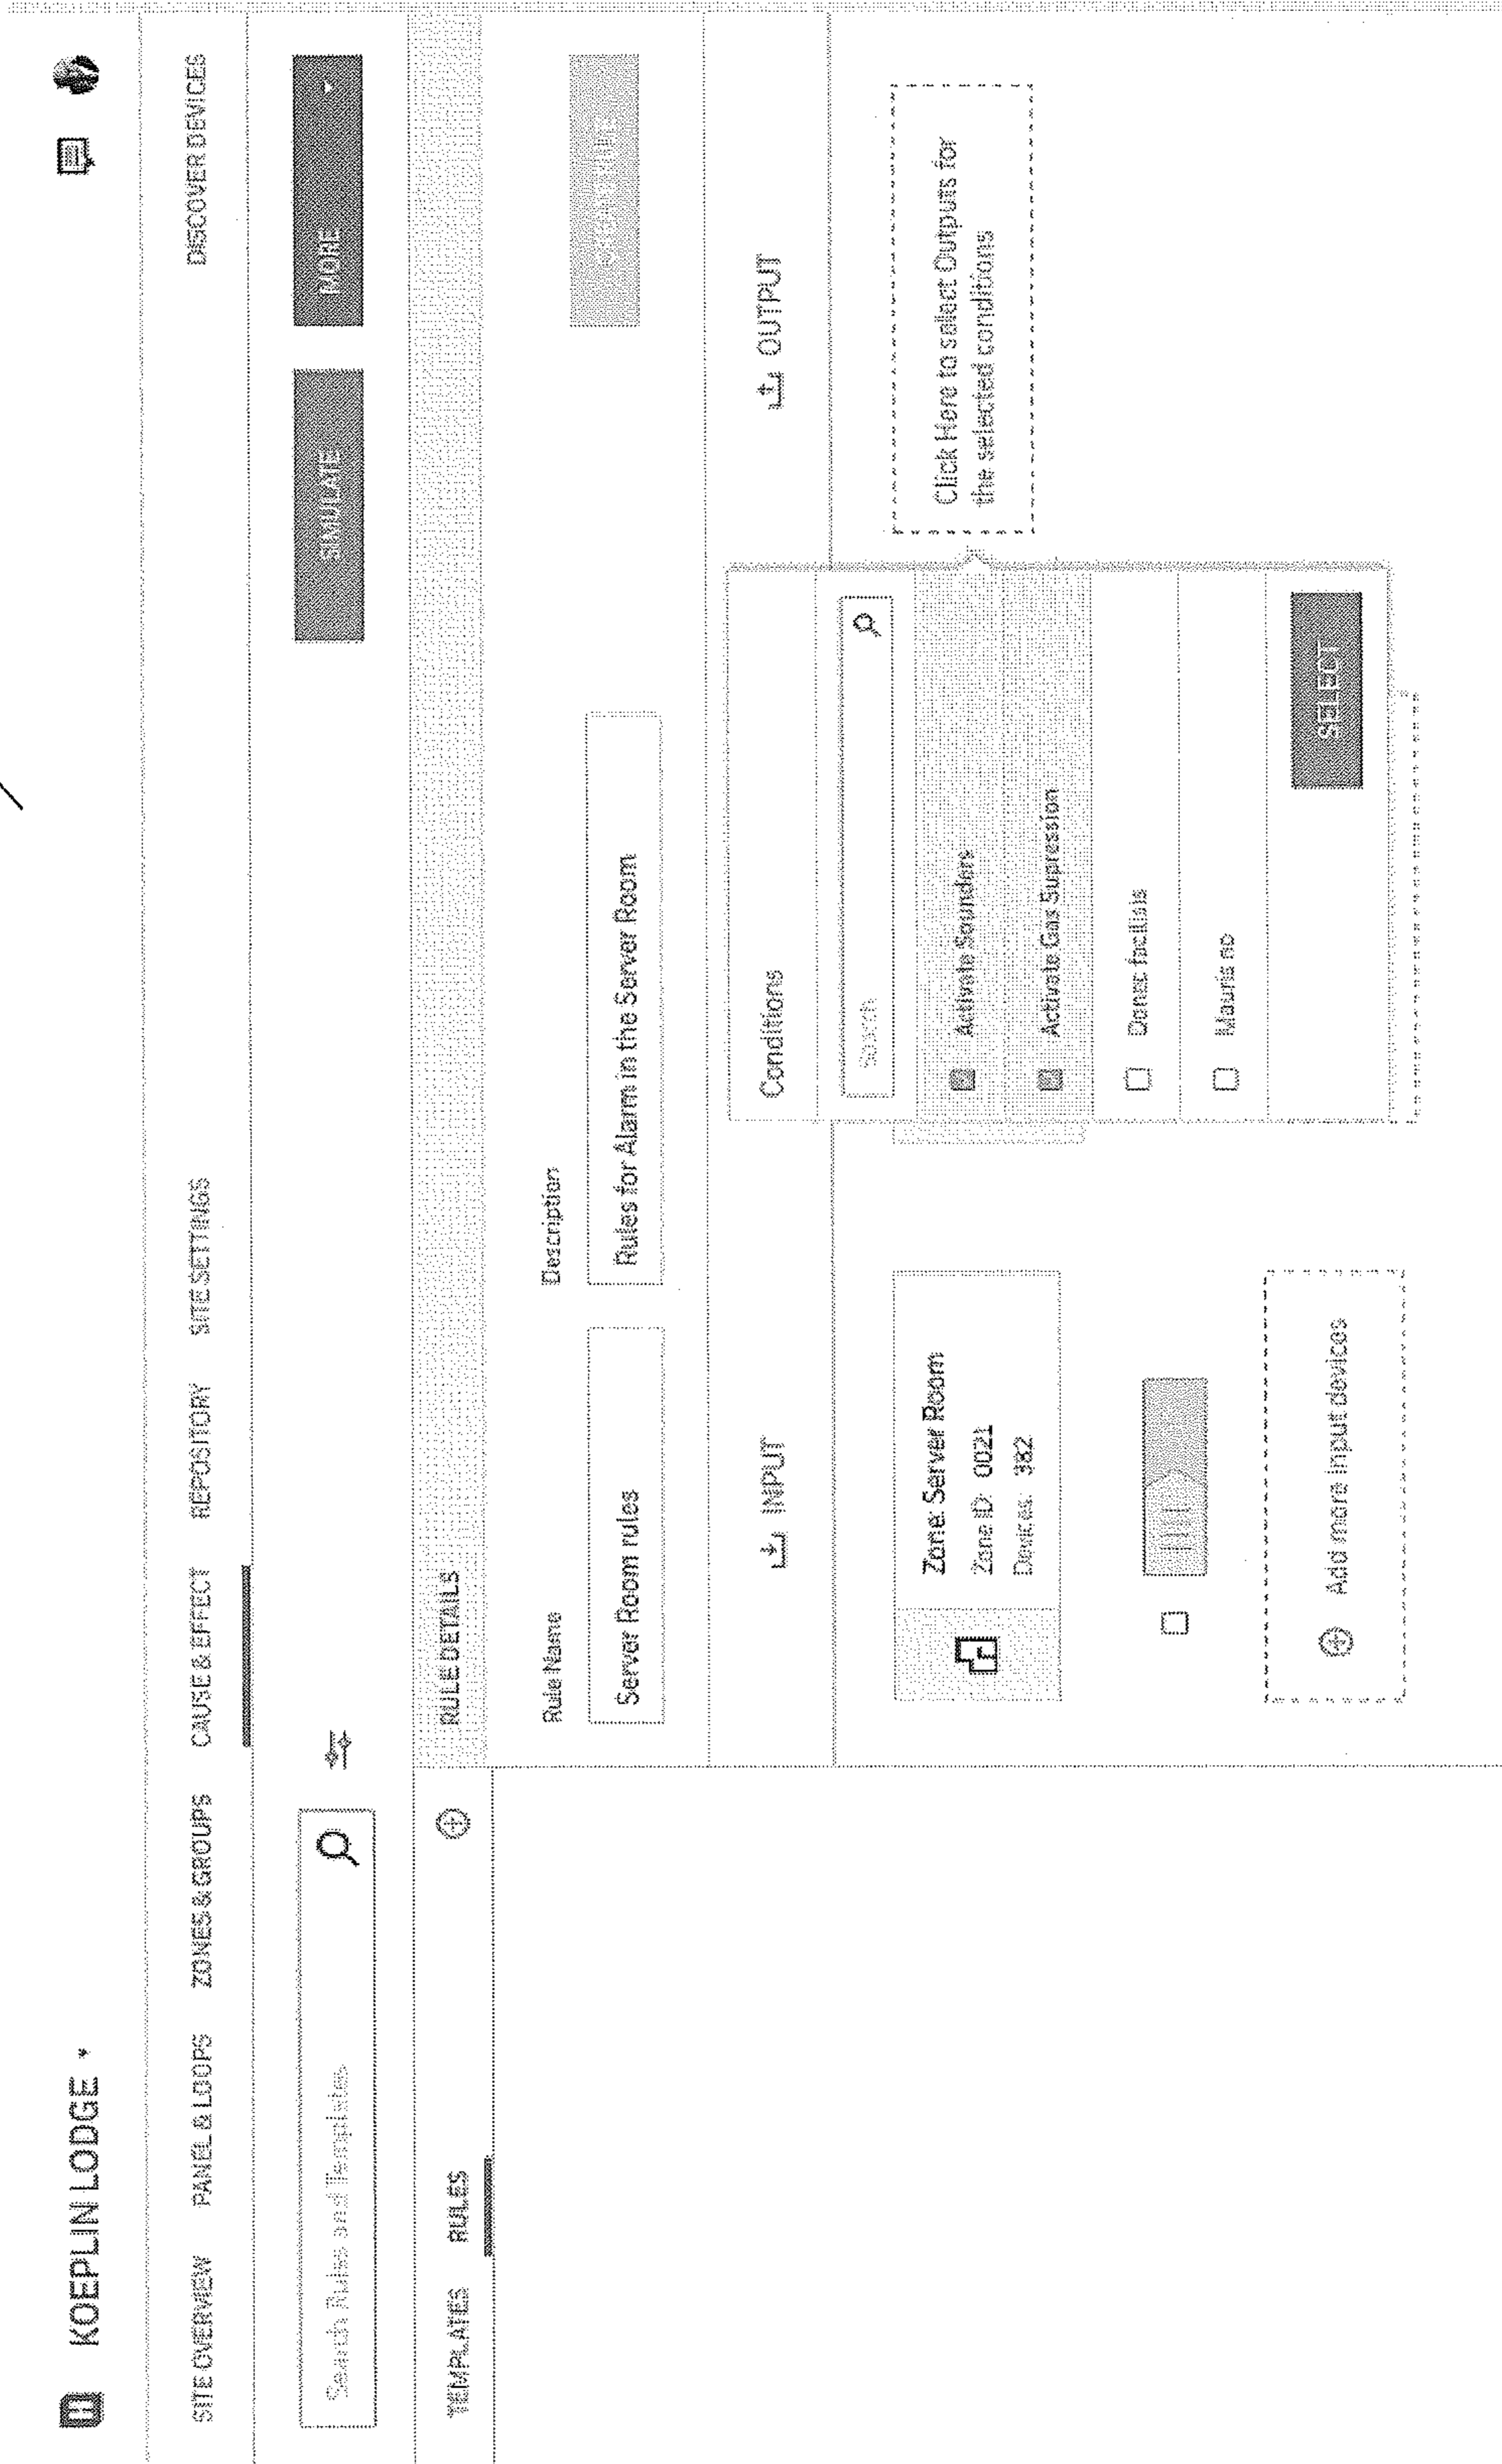 KOEPLIN LODGE
SITE OVERVIEW
PANEL & LOOPS
ZONES & GROUPS
CAUSE & EFFECT
REPOSITORY
SITE SETTINGS
DISCOVER DEVICES
Search Rules and Templates
SIMULATE
MORE
TEMPLATES
RULES
RULE DETAILS
Rule Name
Description
Server Room rules
Rules for Alarm in the Server Room
INPUT
OUTPUT
Zone: Server Room
Zone ID: 0021
Devices: 382
Add more input devices
Conditions
Search
Activate Sounders
Activate Gas Supression
Donec facilisis
Mauris
SELECT
Click Here to select Outputs for
the selected conditions